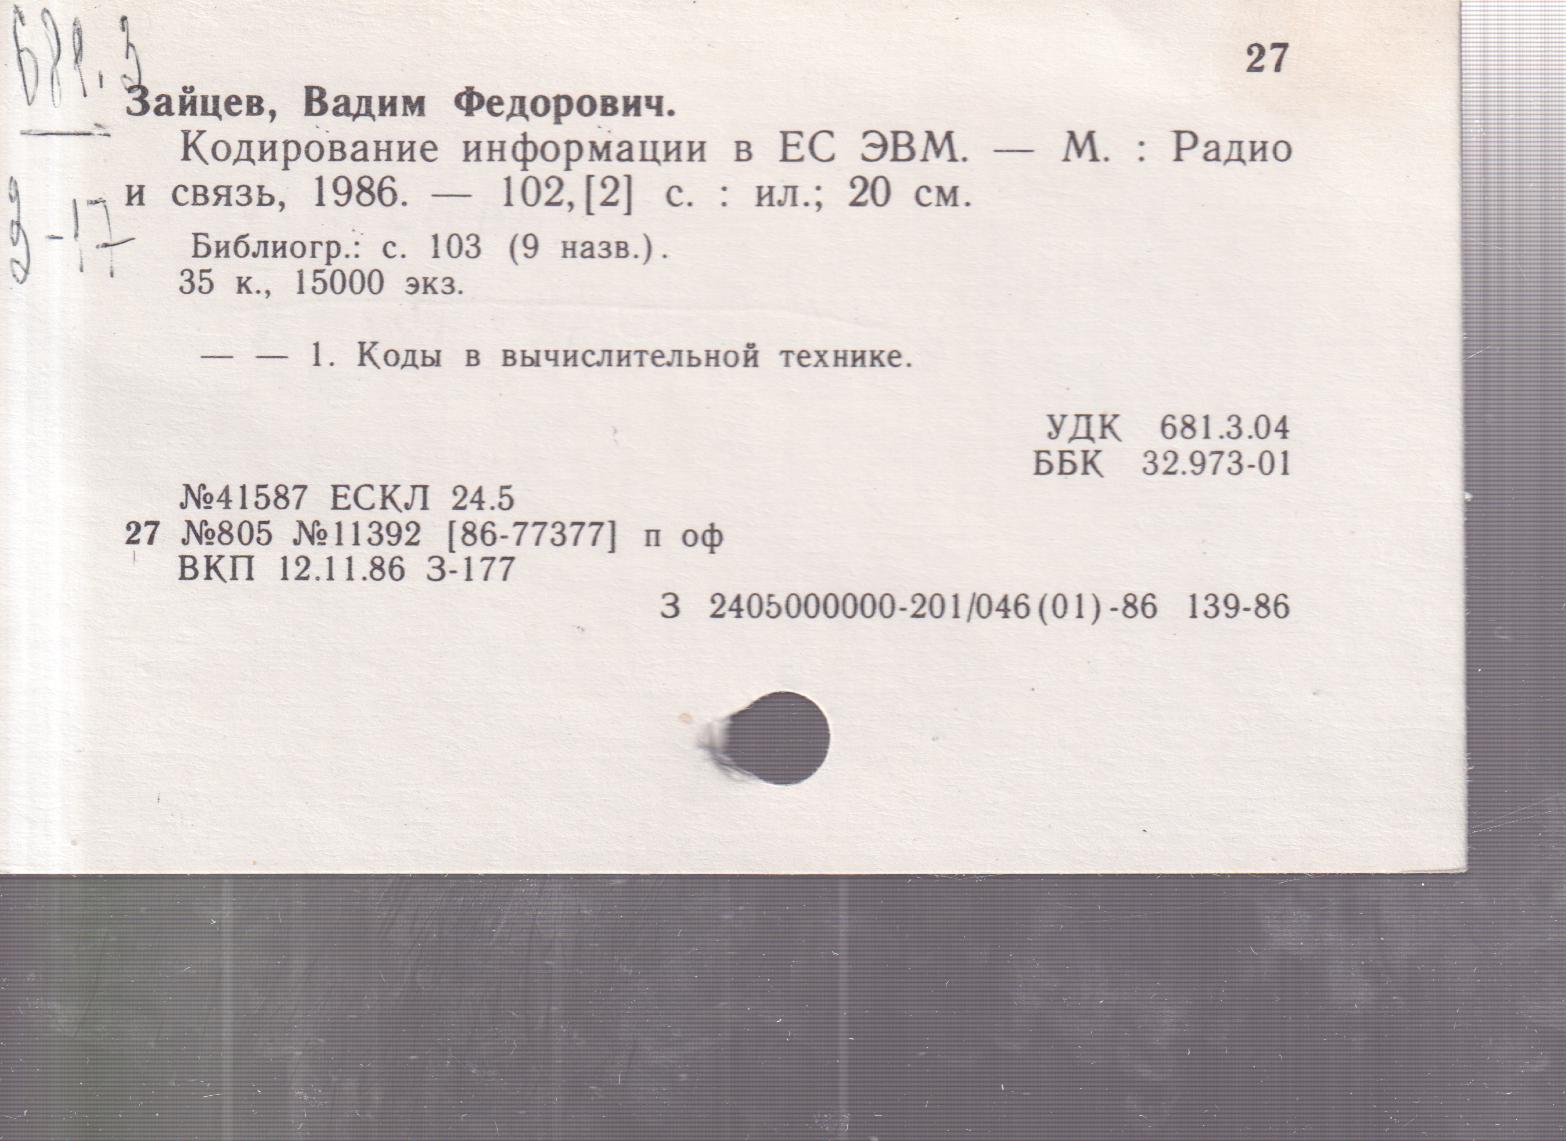 681.3
27
Зайцев, Вадим Федорович.
Кодирование информации в ЕС ЭВМ. — М. : Радио
и связь, 1986. — 102,[2] с. : ил.; 20 см.
-17
Библиогр.: с. 103 (9 назв.).
35 к., 15000 экз.
— — 1. Коды в вычислительной технике.
УДК 681.3.04
ББК 32.973-01
№41587 ЕСКЛ 24.5
27 №805 №11392 [86-77377] п оф
ВКП 12.11.86 З-177
З 2405000000-201/046(01)-86 139-86